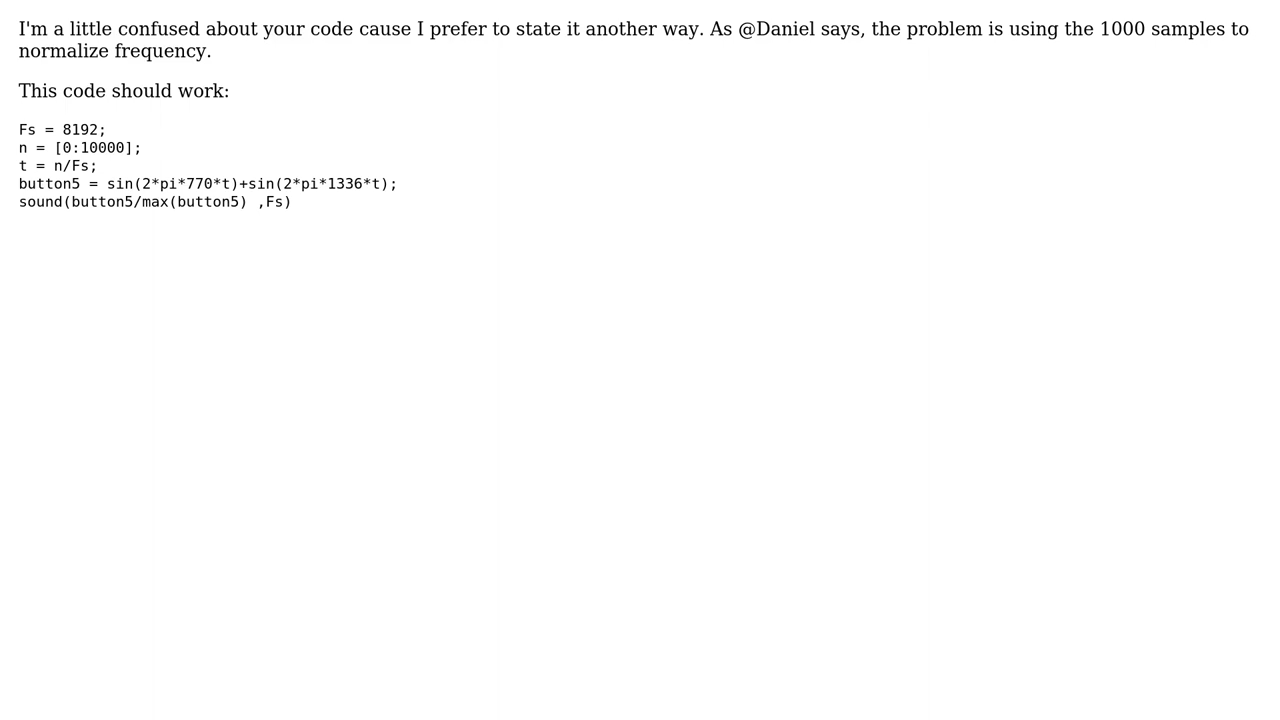 I'm a little confused about your code cause I prefer to state it another way. As @Daniel says, the problem is using the 1000 samples to
normalize frequency.
This code should work:
Fs = 8192;
n = [0:10000];
t = n/Fs;
button5 = sin(2*pi*770*t)+sin(2*pi*1336*t);
sound(button5/max(button5) ,Fs)